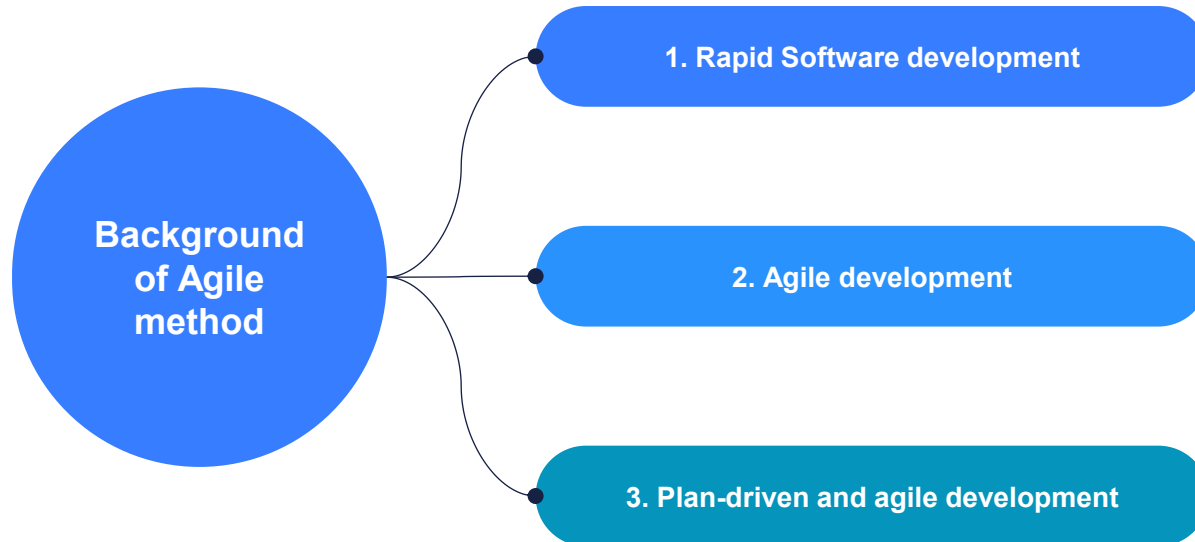 Background
of Agile
method
1. Rapid Software development
2. Agile development
3. Plan-driven and agile development